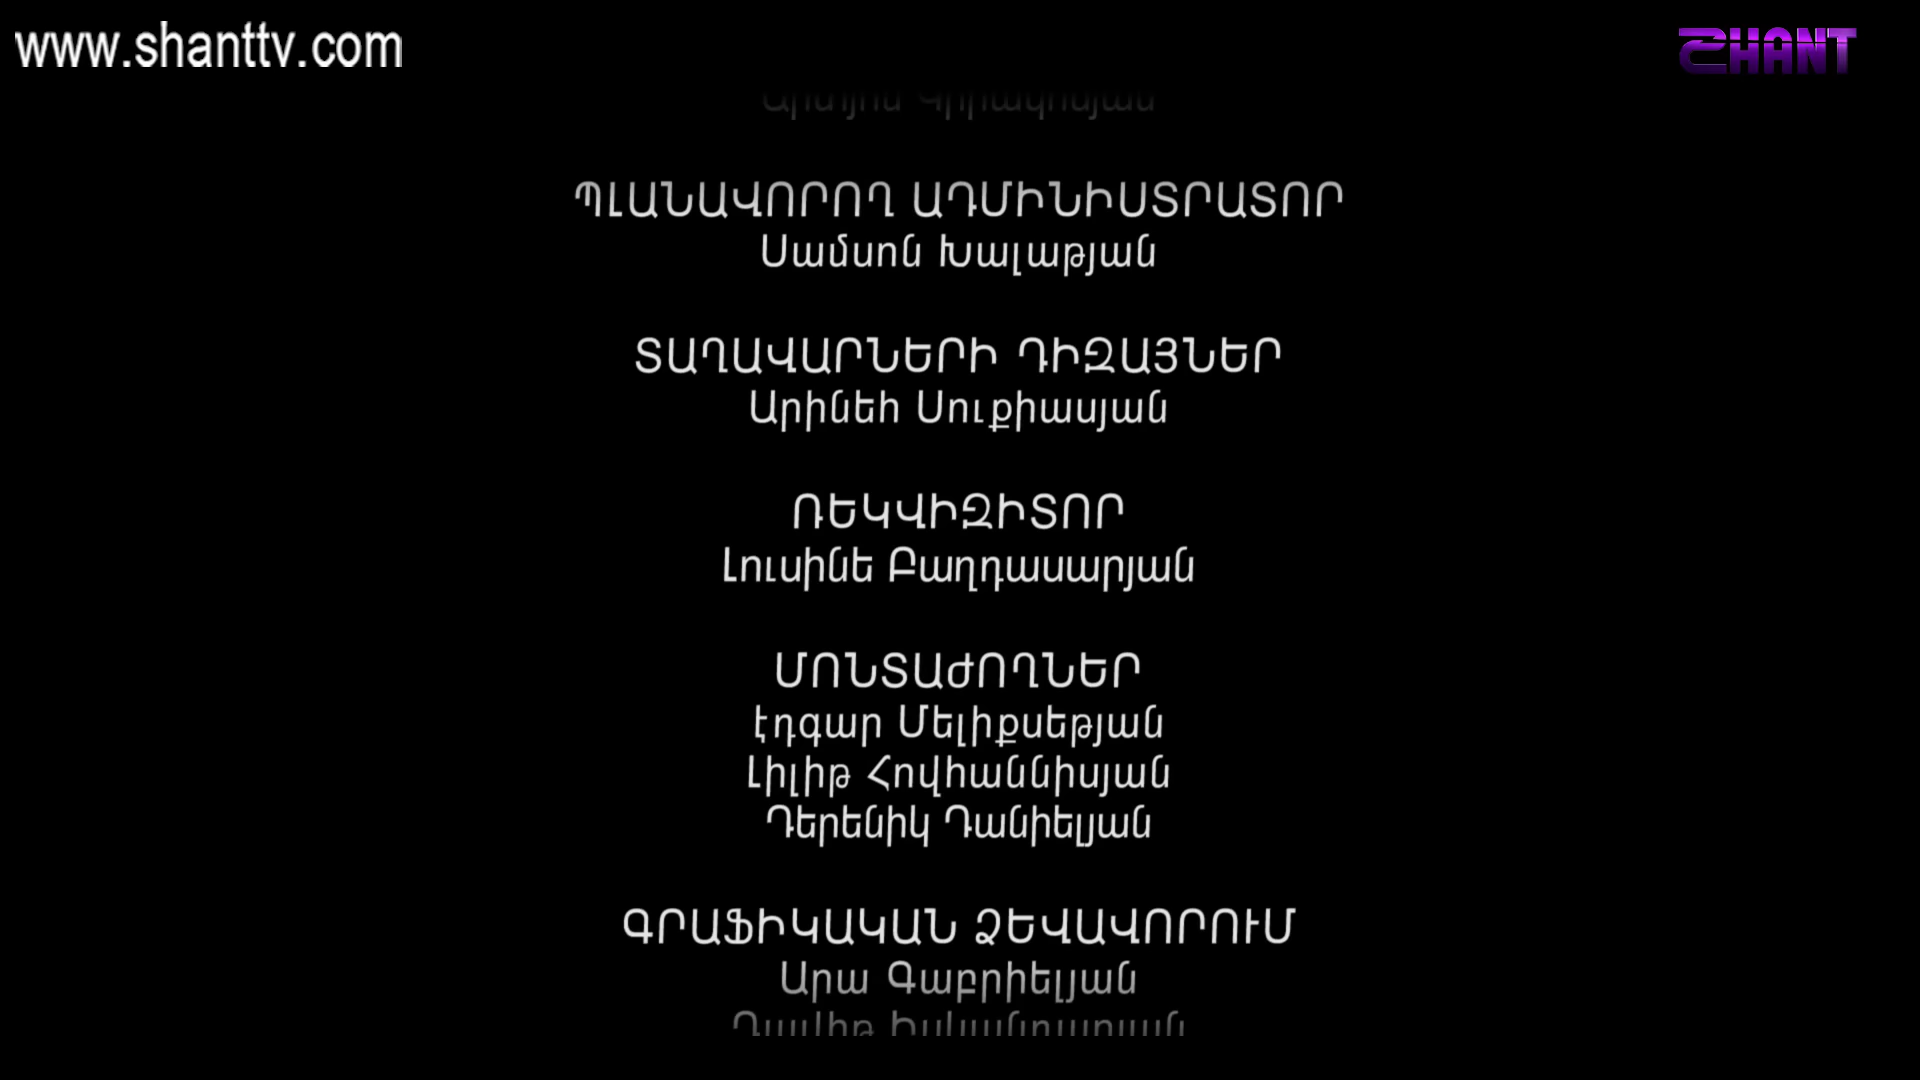 www.shanttv.com
SHANT
ՊԼԱՆԱՎՈՐՈՂ ԱԴՄԻՆԻՍՏՐԱՏՈՐ
Սամսոն Խալաթյան
ՏԱՂԱՎԱՐՆԵՐԻ ԴԻԶԱՅՆԵՐ
Արինեհ Սուքիասյան
ՌԵԿՎԻԶԻՏՈՐ
Լուսինե Բաղդասարյան
ՄՈՆՏԱԺՈՂՆԵՐ
Էդգար Մելիքսեթյան
Լիլիթ Հովհաննիսյան
Դերենիկ Դանիելյան
ԳՐԱՖԻԿԱԿԱՆ ՁԵՎԱՎՈՐՈՒՄ
Արա Գաբրիելյան